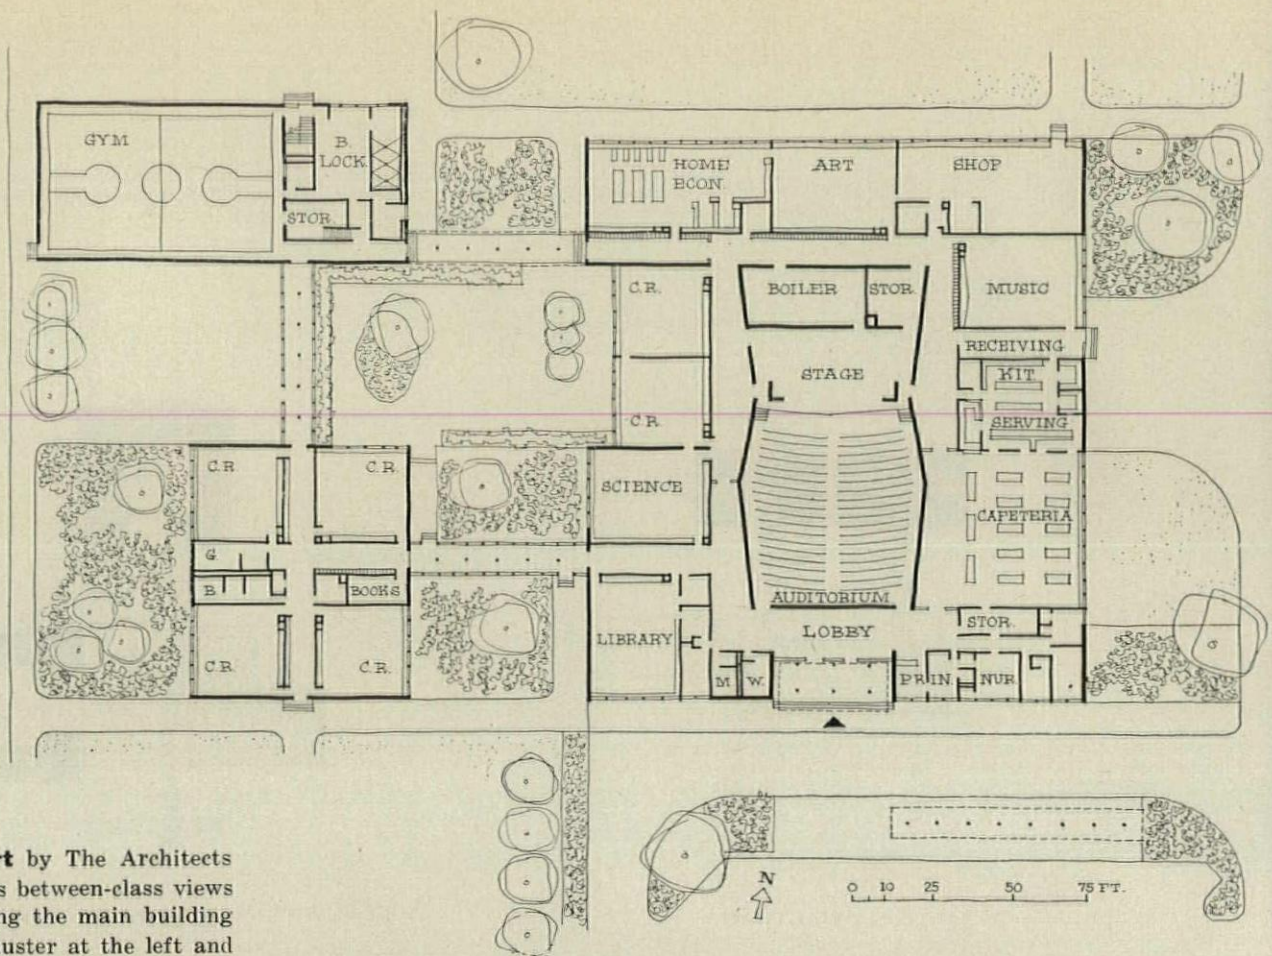 GYM
B.
LOCK.
STOR.
HOME
ECON.
ART
SHOP
C.R.
BOILER
STOR.
MUSIC
RECEIVING
STAGE
KIT.
C.R.
SERVING
C.R.
C.R.
SCIENCE
CAFETERIA
G.
B.
BOOKS
AUDITORIUM
LIBRARY
LOBBY
STOR.
C.R.
C.R.
M
W.
PRIN.
NUR.
N
0 10 25 50 75 FT.
rt by The Architects
s between-class views
ng the main building
uster at the left and